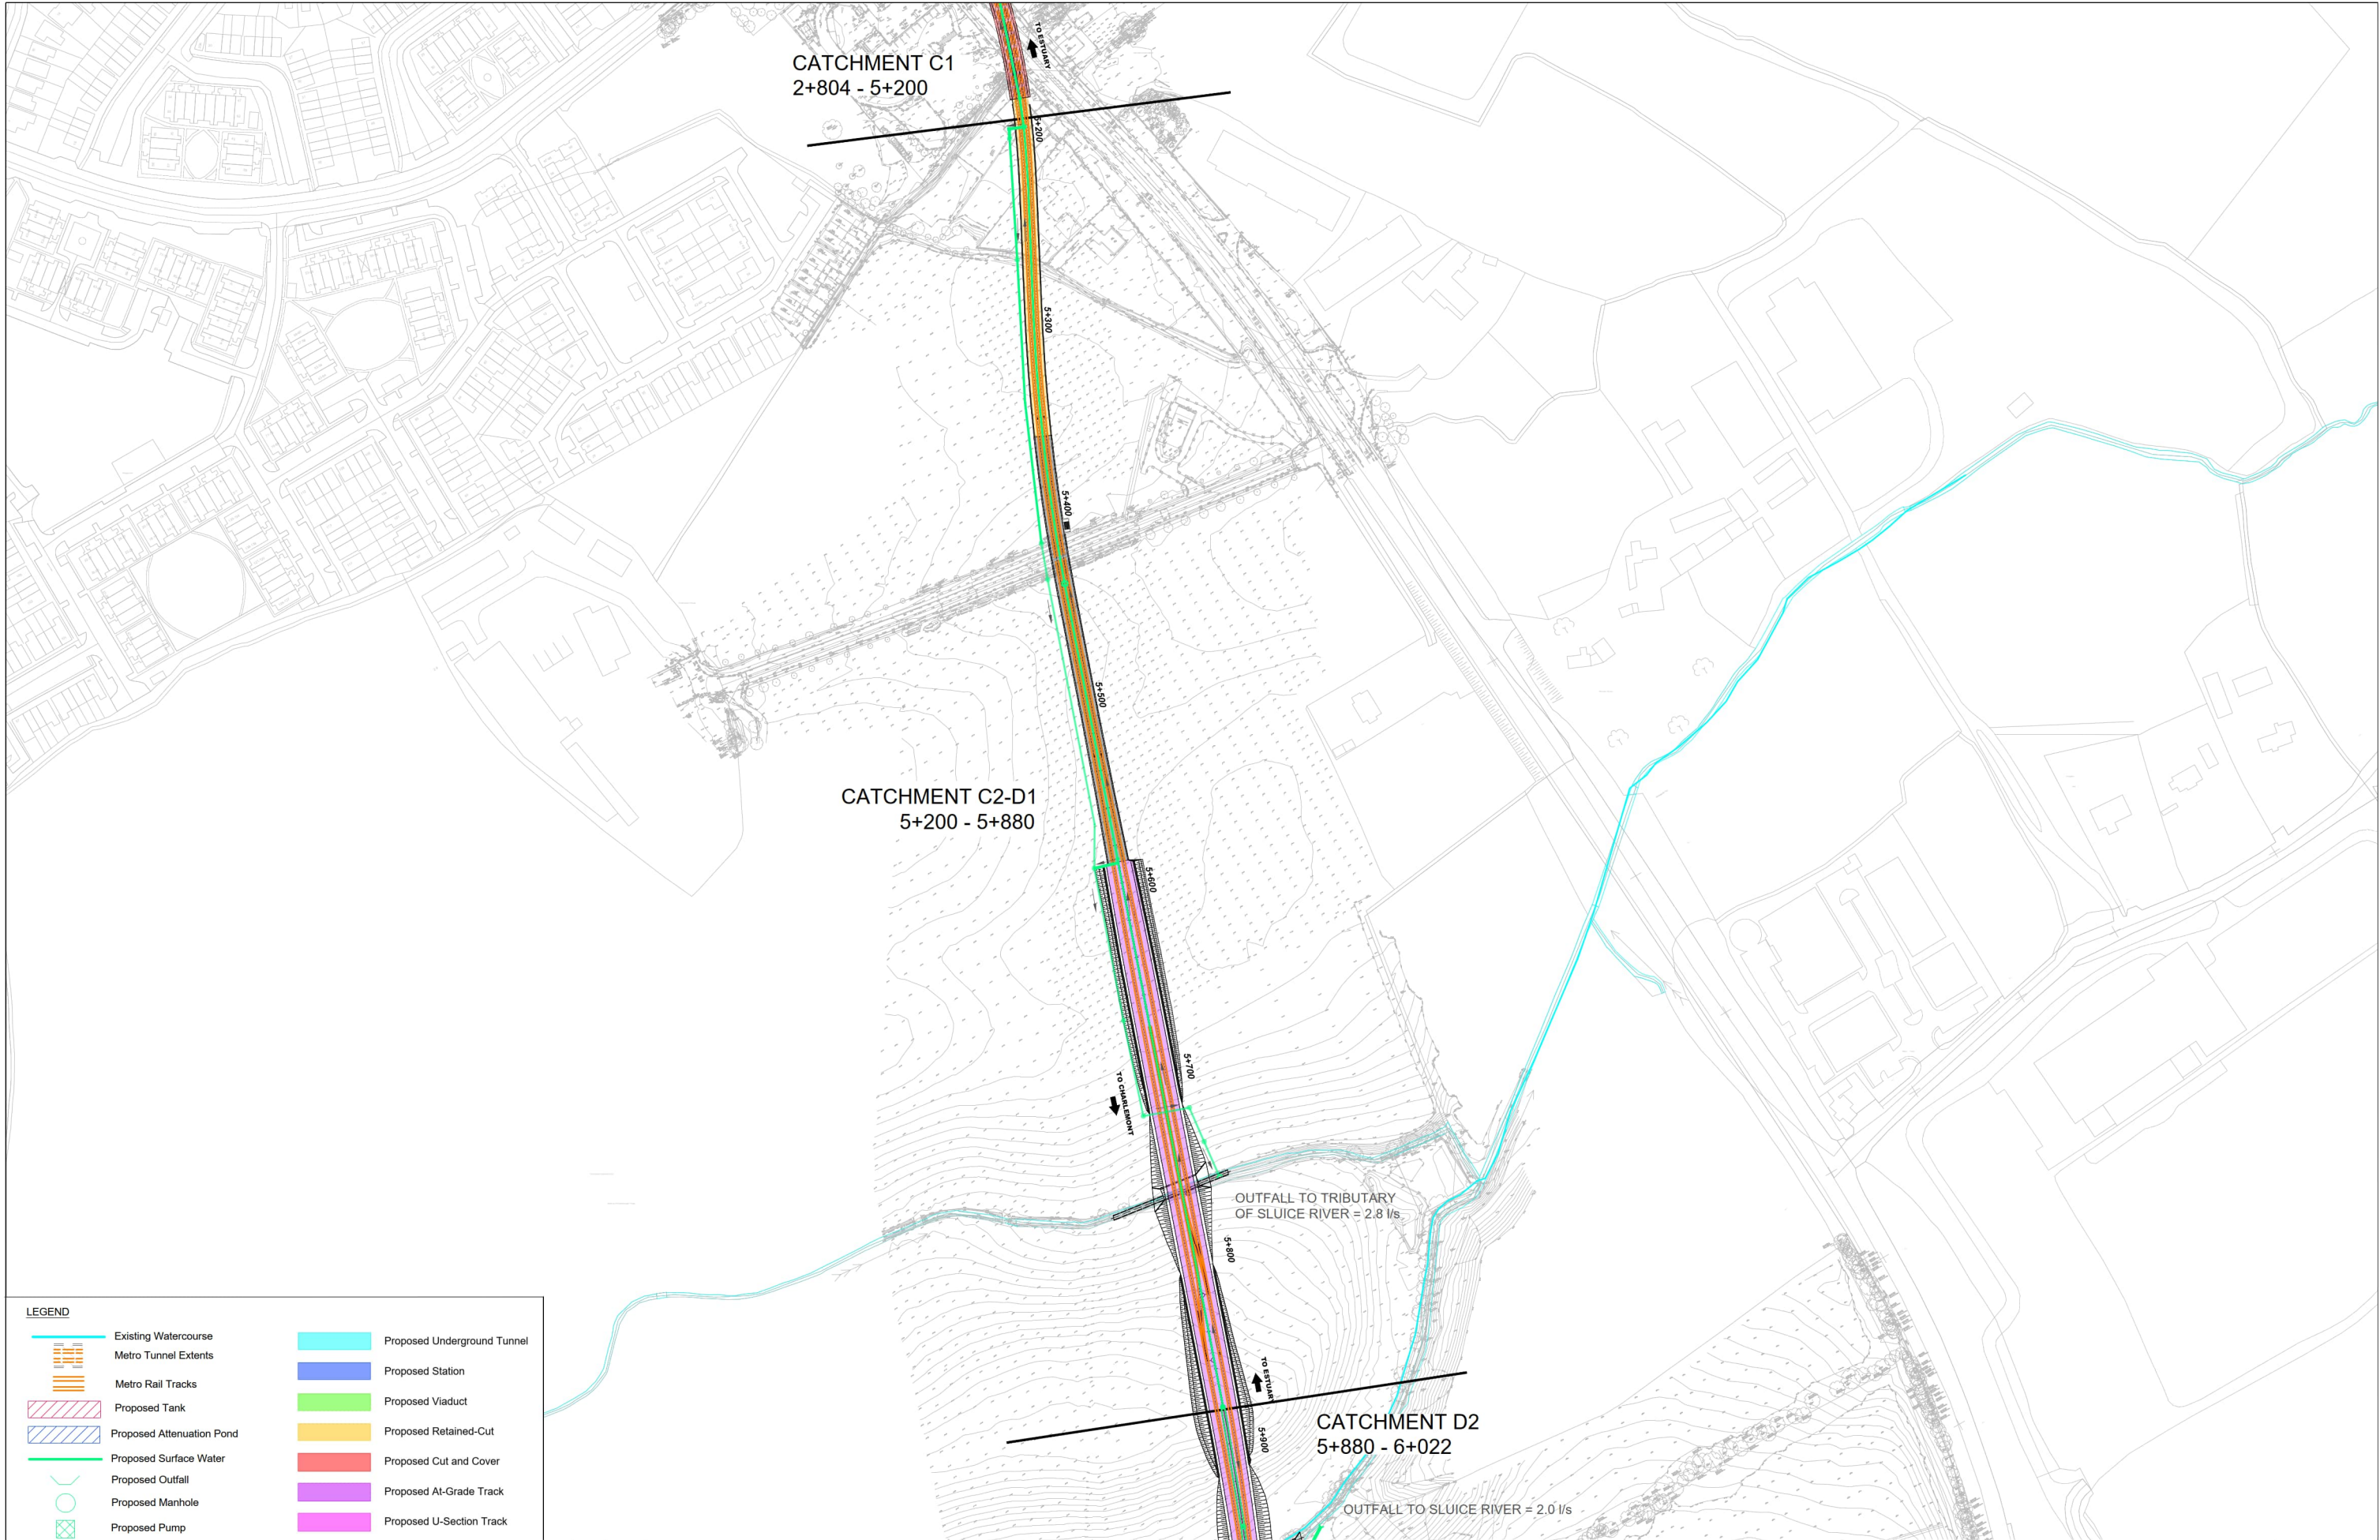 TO ESTUARY
CATCHMENT C1
2+804 - 5+200
5+200
5+300
5+400
5+500
CATCHMENT C2-D1
5+200 - 5+880
5+600
5+700
TO CHARLEMONT
OUTFALL TO TRIBUTARY
OF SLUICE RIVER = 2.8 l/s
5+800
TO ESTUARY
CATCHMENT D2
5+880 - 6+022
5+900
OUTFALL TO SLUICE RIVER = 2.0 l/s
LEGEND
Existing Watercourse
Metro Tunnel Extents
Metro Rail Tracks
Proposed Tank
Proposed Attenuation Pond
Proposed Surface Water
Proposed Outfall
Proposed Manhole
Proposed Pump
Proposed Underground Tunnel
Proposed Station
Proposed Viaduct
Proposed Retained-Cut
Proposed Cut and Cover
Proposed At-Grade Track
Proposed U-Section Track